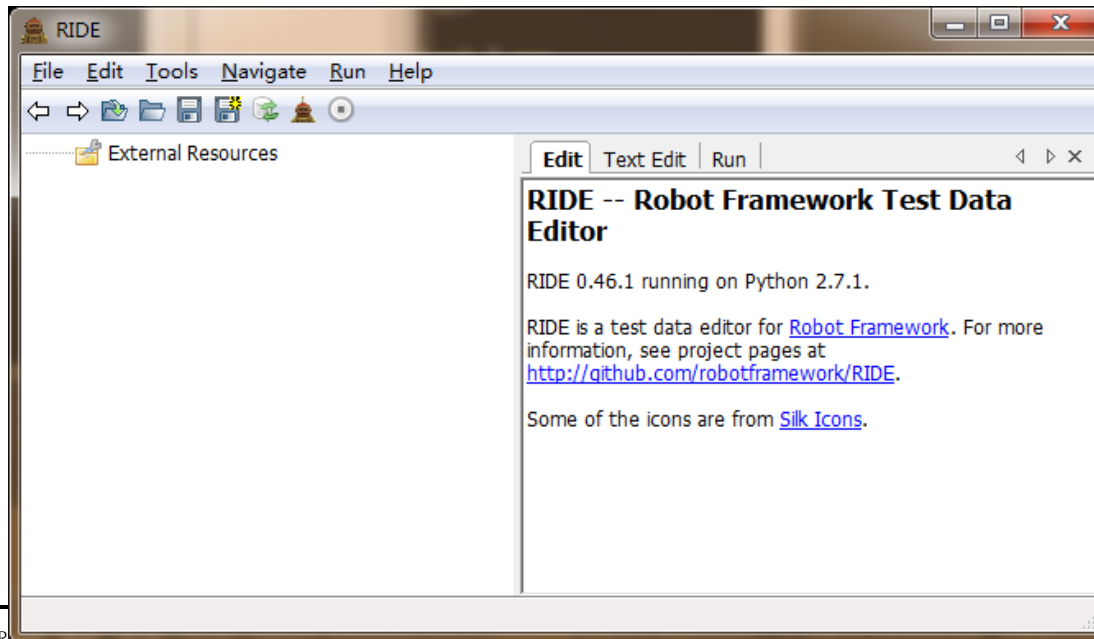 RIDE
File Edit Tools Navigate Run Help
External Resources
Edit Text Edit Run
RIDE -- Robot Framework Test Data
Editor
RIDE 0.46.1 running on Python 2.7.1.
RIDE is a test data editor for Robot Framework. For more
information, see project pages at
http://github.com/robotframework/RIDE.
Some of the icons are from Silk Icons.